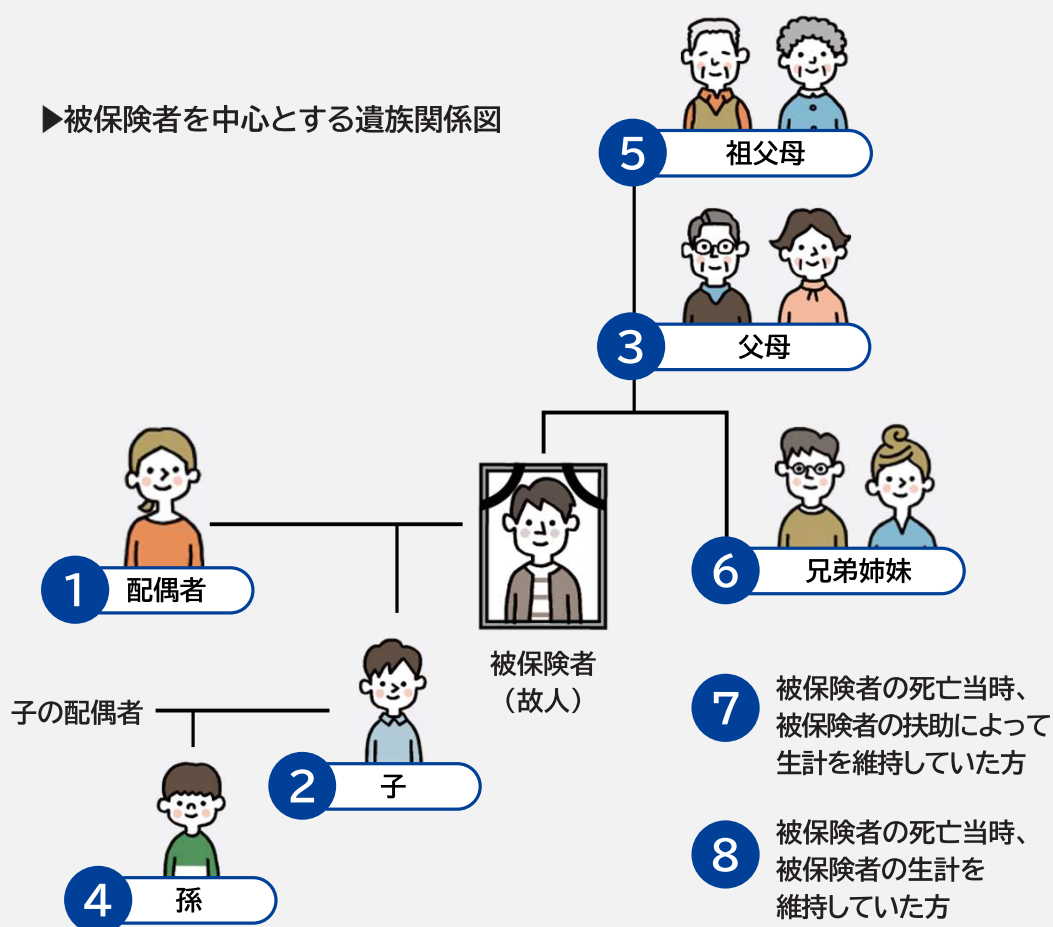 ▶被保険者を中心とする遺族関係図
5 祖父母
3 父母
1 配偶者
6 兄弟姉妹
被保険者
（故人）
子の配偶者
2 子
4 孫
7 被保険者の死亡当時、
被保険者の扶助によって
生計を維持していた方
8 被保険者の死亡当時、
被保険者の生計を
維持していた方